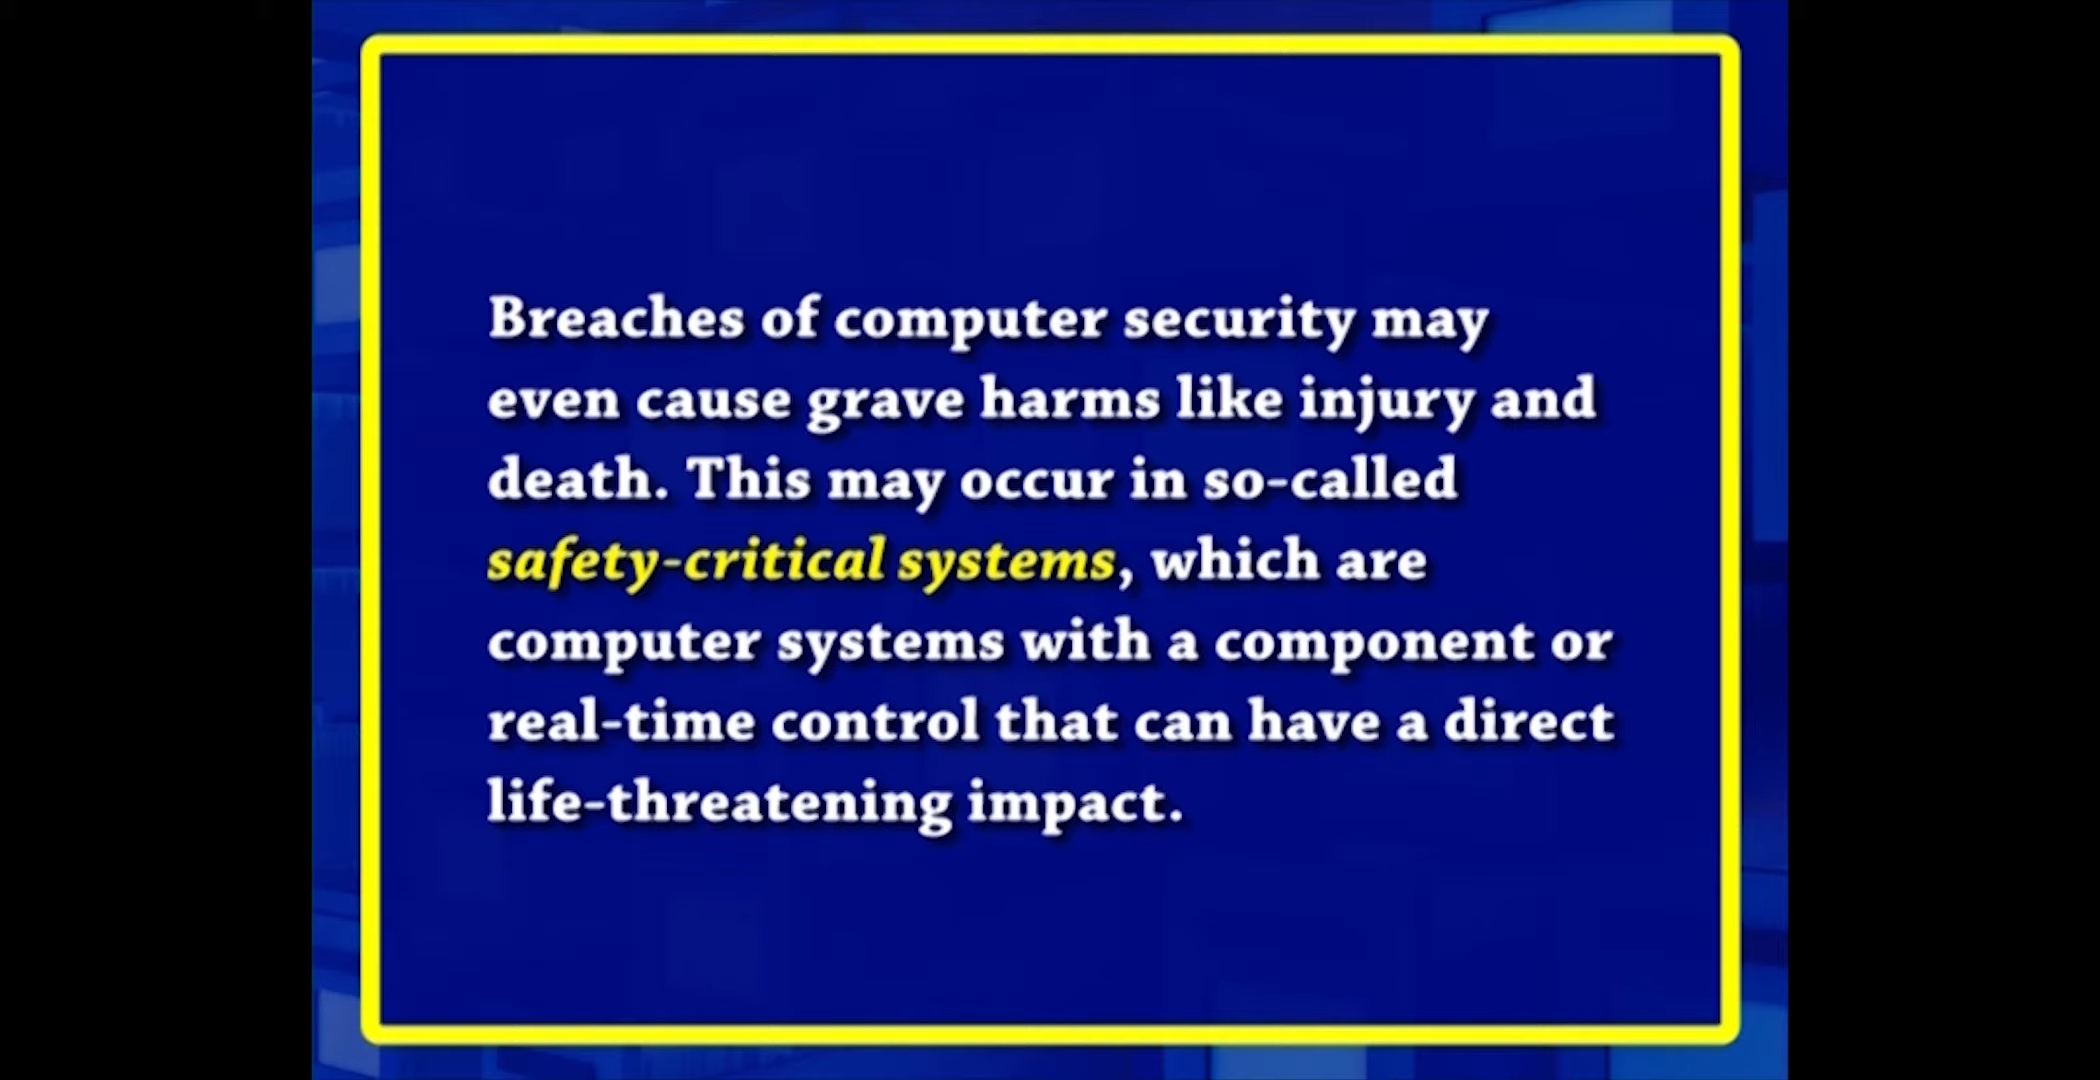 Breaches of computer security may
even cause grave harms like injury and
death. This may occur in so-called
safety-critical systems, which are
computer systems with a component or
real-time control that can have a direct
life-threatening impact.